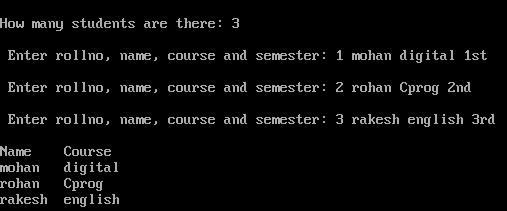 How many students are there: 3
Enter rollno, name, course and semester: 1 mohan digital 1st
Enter rollno, name, course and semester: 2 rohan Cprog 2nd
Enter rollno, name, course and semester: 3 rakesh english 3rd
Name Course
mohan digital
rohan Cprog
rakesh english